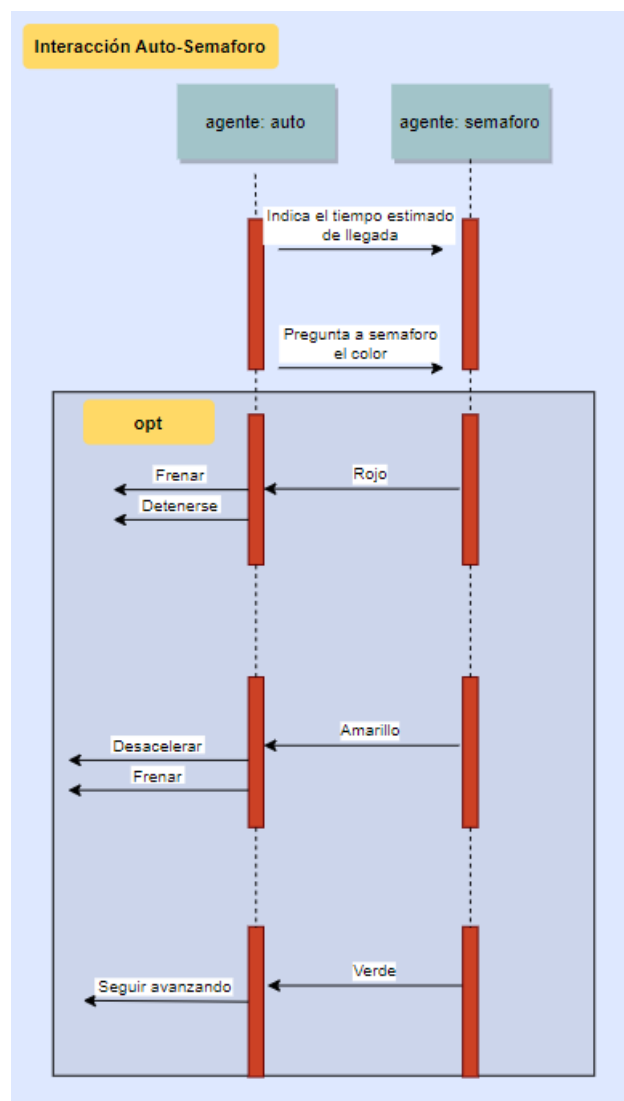 Interacción Auto-Semaforo
agente: auto
agente: semaforo
Indica el tiempo estimado
de llegada
Pregunta a semaforo
el color
opt
Frenar
Rojo
Detenerse
Amarillo
Desacelerar
Frenar
Verde
Seguir avanzando